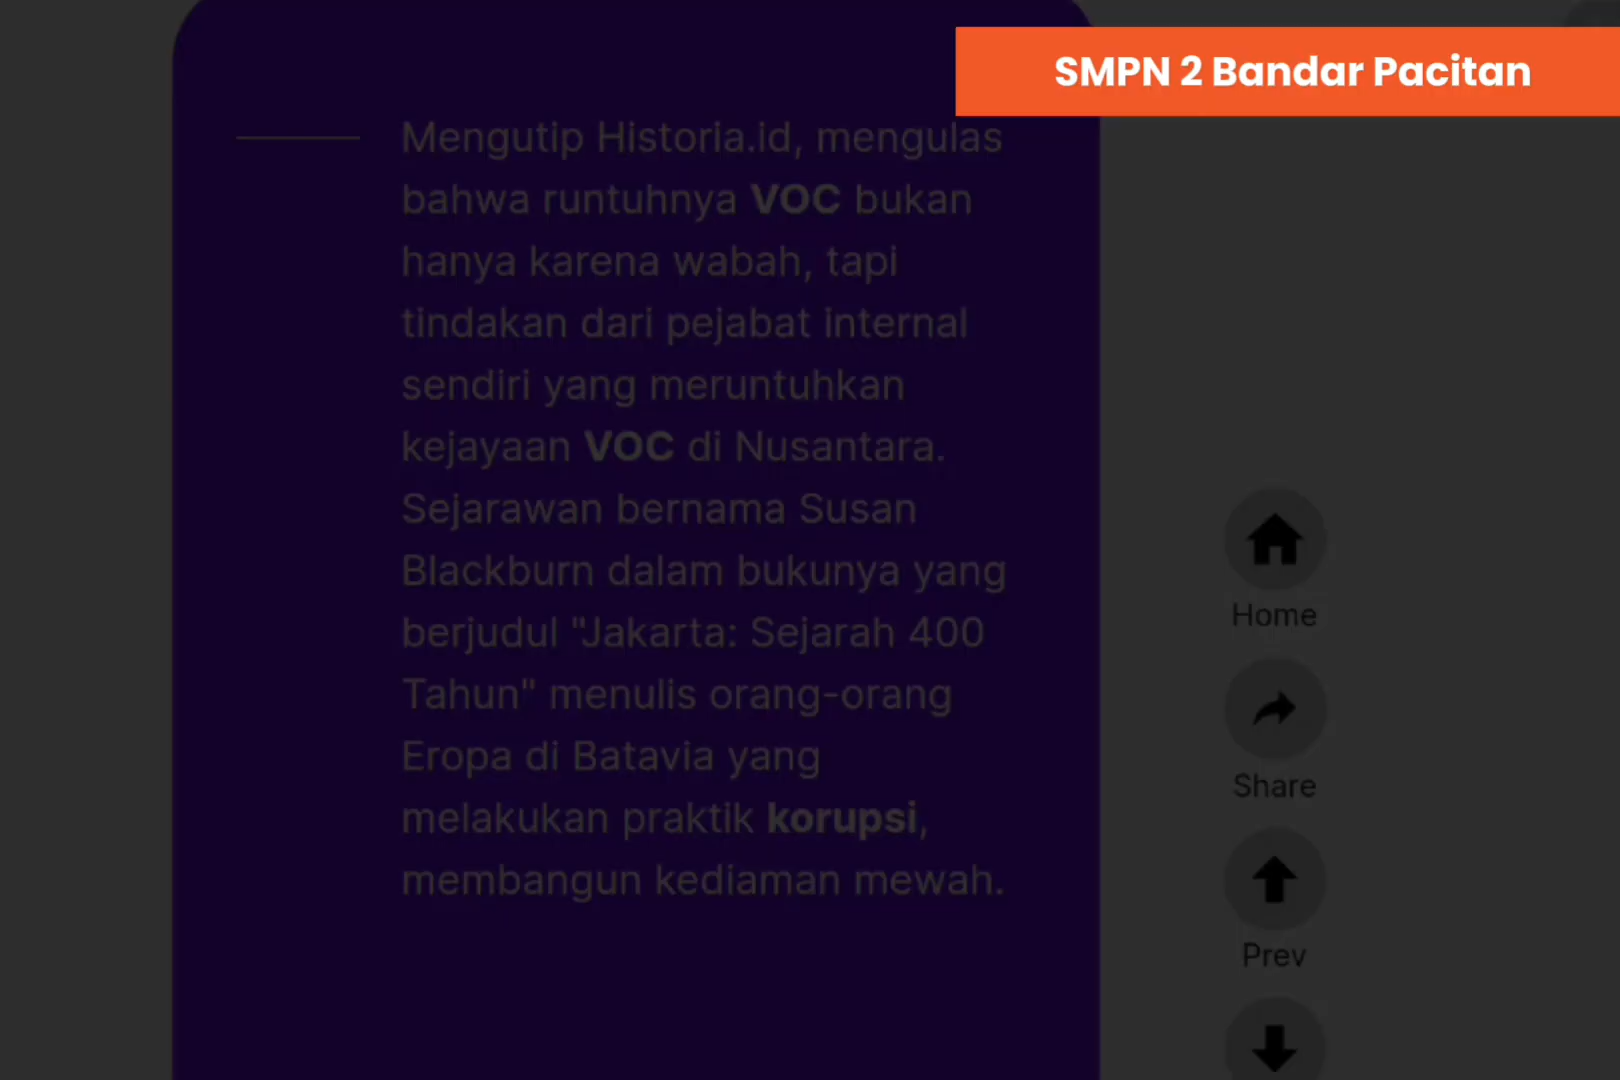 SMPN 2 Bandar Pacitan
Mengutip Historia.id, mengulas
bahwa runtuhnya VOC bukan
hanya karena wabah, tapi
tindakan dari pejabat internal
sendiri yang meruntuhkan
kejayaan VOC di Nusantara.
Sejarawan bernama Susan
Blackburn dalam bukunya yang
berjudul "Jakarta: Sejarah 400
Tahun" menulis orang-orang
Eropa di Batavia yang
melakukan praktik korupsi,
membangun kediaman mewah.
Home
Share
Prev